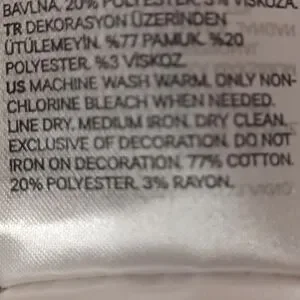 BAVLNA, 20% POLYESTER, 3% VISKÓZA.
TR DEKORASYON ÜZERİNDEN
ÜTÜLEMEYİN. %77 PAMUK. %20
POLYESTER. %3 VİSKOZ.
US MACHINE WASH WARM. ONLY NON-
CHLORINE BLEACH WHEN NEEDED.
LINE DRY. MEDIUM IRON. DRY CLEAN.
EXCLUSIVE OF DECORATION. DO NOT
IRON ON DECORATION. 77% COTTON.
20% POLYESTER. 3% RAYON.